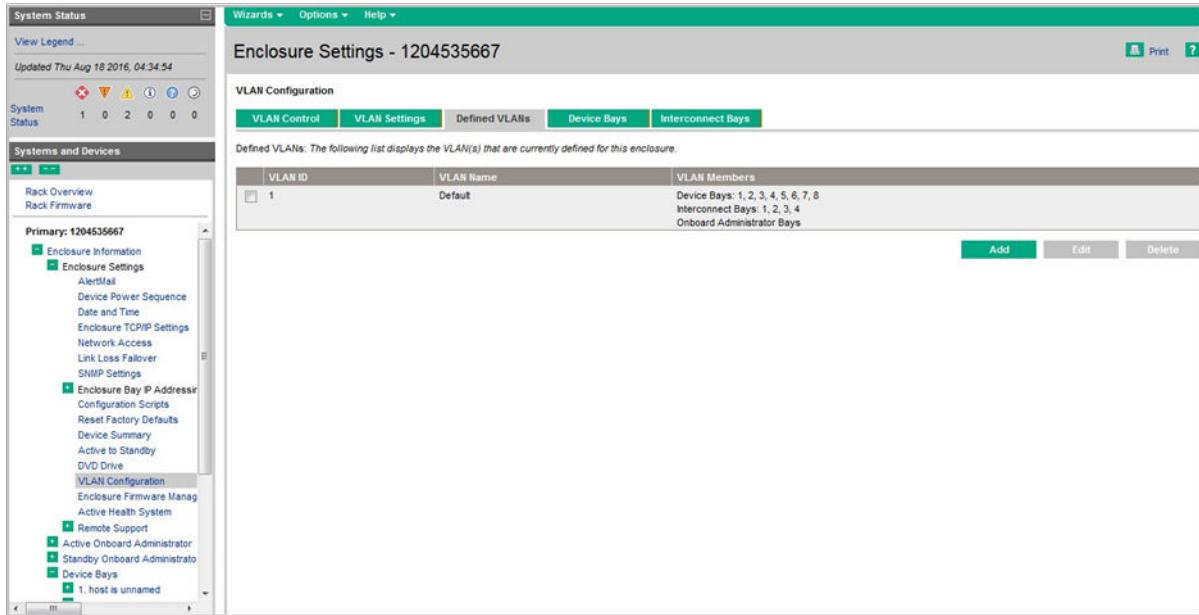 System Status
View Legend ...
Updated Thu Aug 18 2016, 04:34:54
System Status 1 0 2 0 0 0
Systems and Devices
Rack Overview
Rack Firmware
Primary: 1204535667
Enclosure Information
Enclosure Settings
AlertMail
Device Power Sequence
Date and Time
Enclosure TCP/IP Settings
Network Access
Link Loss Failover
SNMP Settings
Enclosure Bay IP Addressin
Configuration Scripts
Reset Factory Defaults
Device Summary
Active to Standby
DVD Drive
VLAN Configuration
Enclosure Firmware Manag
Active Health System
Remote Support
Active Onboard Administrator
Standby Onboard Administrato
Device Bays
1. host is unnamed
Wizards Options Help
Enclosure Settings - 1204535667
Print ?
VLAN Configuration
VLAN Control VLAN Settings Defined VLANs Device Bays Interconnect Bays
Defined VLANs: The following list displays the VLAN(s) that are currently defined for this enclosure.
VLAN ID VLAN Name VLAN Members
1 Default Device Bays: 1, 2, 3, 4, 5, 6, 7, 8
Interconnect Bays: 1, 2, 3, 4
Onboard Administrator Bays
Add Edit Delete